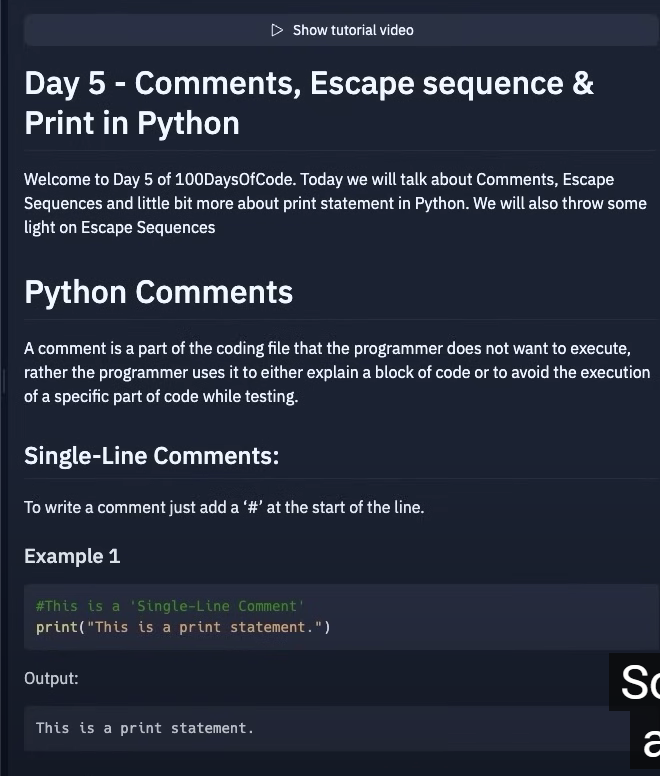 Show tutorial video
Day 5 - Comments, Escape sequence &
Print in Python
Welcome to Day 5 of 100DaysOfCode. Today we will talk about Comments, Escape
Sequences and little bit more about print statement in Python. We will also throw some
light on Escape Sequences
Python Comments
A comment is a part of the coding file that the programmer does not want to execute,
rather the programmer uses it to either explain a block of code or to avoid the execution
of a specific part of code while testing.
Single-Line Comments:
To write a comment just add a ‘#’ at the start of the line.
Example 1
#This is a 'Single-Line Comment'
print("This is a print statement.")
Output:
This is a print statement.